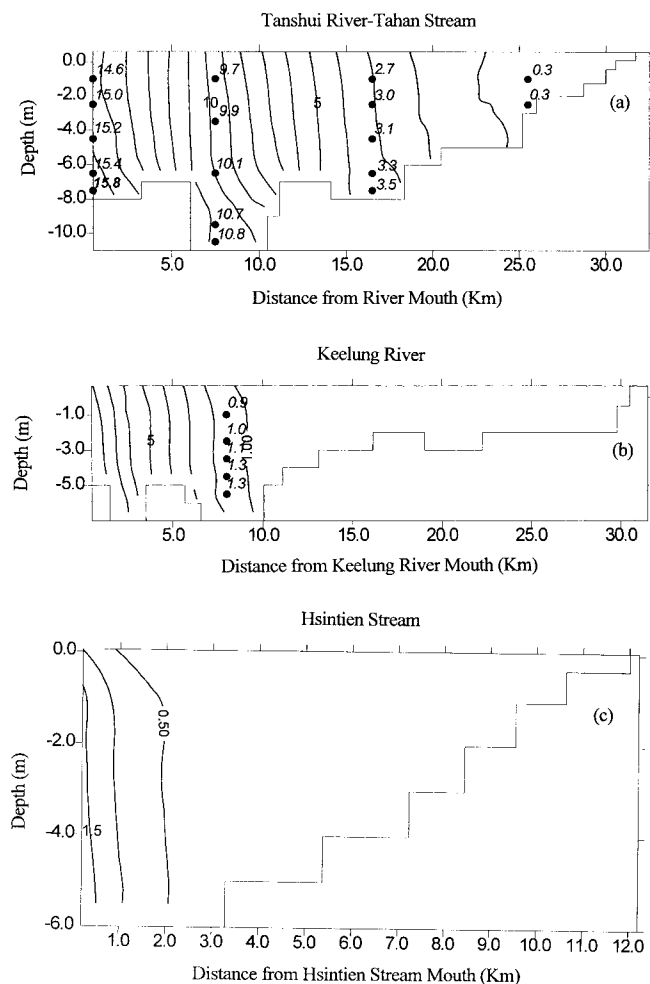 Tanshui River-Tahan Stream
0.0 14.6 9.7 2.7 0.3
-2.0 15.0 10 9.9 5 3.0 0.3 (a)
-4.0 15.2 3.1
-6.0 15.4 10.1 3.3
-8.0 15.8 3.5
-10.0 10.7
10.8
Depth (m)
5.0 10.0 15.0 20.0 25.0 30.0
Distance from River Mouth (Km)
Keelung River
-1.0 0.9
1.0
-3.0 5 1.1 1.00 (b)
1.3
-5.0 1.3
Depth (m)
5.0 10.0 15.0 20.0 25.0 30.0
Distance from Keelung River Mouth (Km)
Hsintien Stream
0.0
0.50 (c)
-2.0
Depth (m)
-4.0 1.5
-6.0
1.0 2.0 3.0 4.0 5.0 6.0 7.0 8.0 9.0 10.0 11.0 12.0
Distance from Hsintien Stream Mouth (Km)